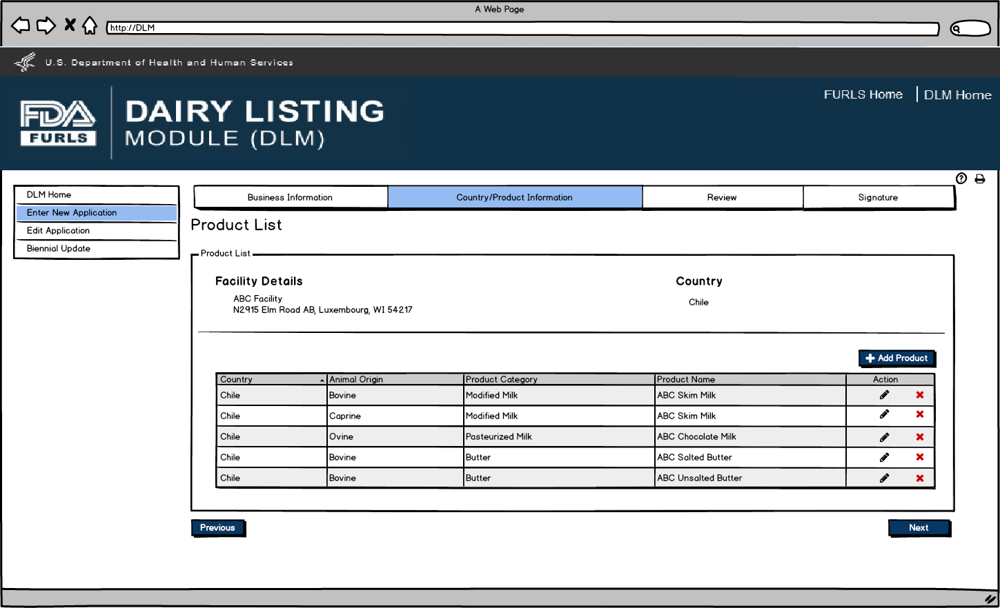 A Web Page
http://DLM
U.S. Department of Health and Human Services
FURLS Home | DLM Home
FDA
FURLS
DAIRY LISTING
MODULE (DLM)
DLM Home
Enter New Application
Edit Application
Biennial Update
Business Information Country/Product Information Review Signature
Product List
Product List
Facility Details Country
ABC Facility
N2915 Elm Road AB, Luxembourg, WI 54217
Chile
Add Product
Country Animal Origin Product Category Product Name Action
Chile Bovine Modified Milk ABC Skim Milk
Chile Caprine Modified Milk ABC Skim Milk
Chile Ovine Pasteurized Milk ABC Chocolate Milk
Chile Bovine Butter ABC Salted Butter
Chile Bovine Butter ABC Unsalted Butter
Previous Next